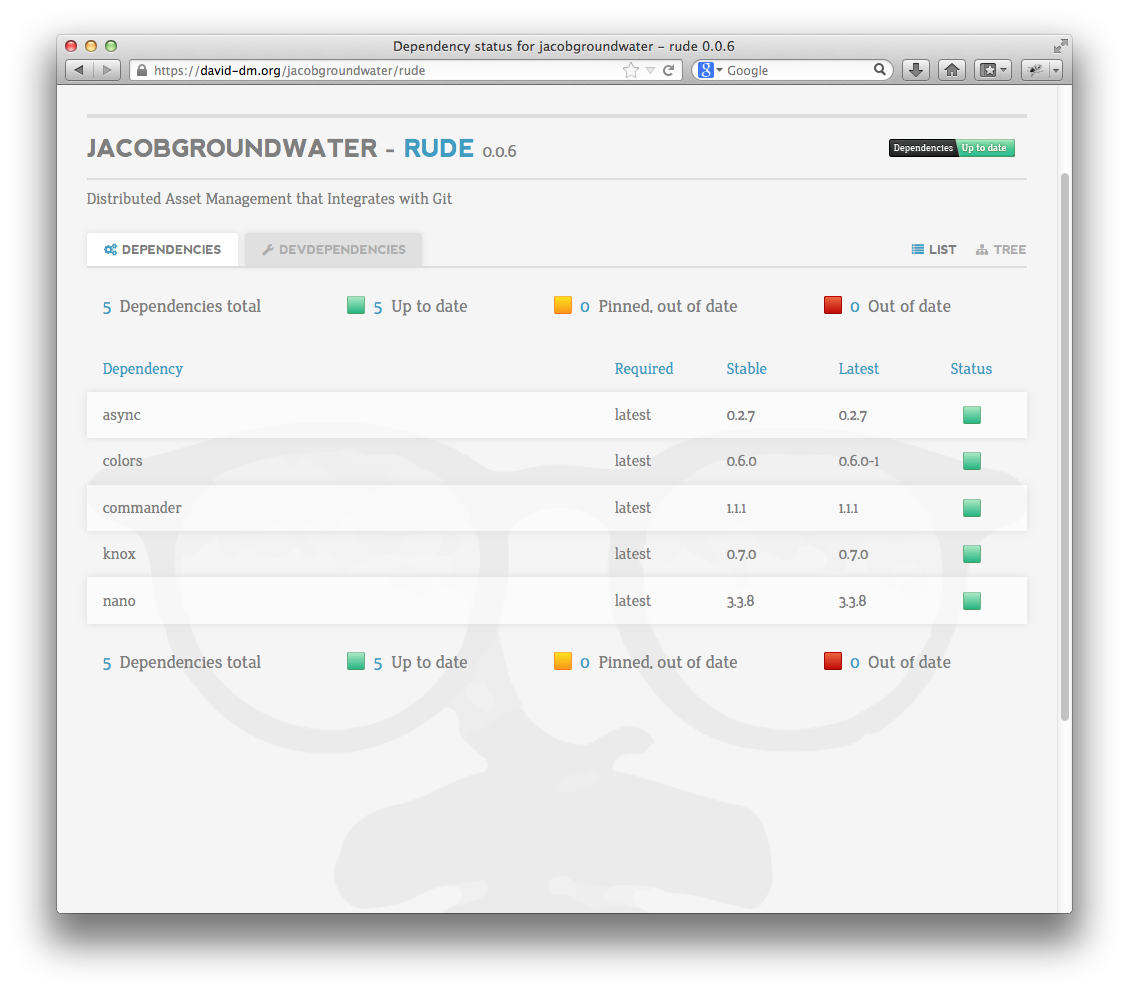 Dependency status for jacobgroundwater – rude 0.0.6
https://david-dm.org/jacobgroundwater/rude
8 Google
JACOBGROUNDWATER - RUDE 0.0.6
Dependencies Up to date
Distributed Asset Management that Integrates with Git
DEPENDENCIES DEVDEPENDENCIES LIST TREE
5 Dependencies total 5 Up to date 0 Pinned, out of date 0 Out of date
Dependency Required Stable Latest Status
async latest 0.2.7 0.2.7
colors latest 0.6.0 0.6.0-1
commander latest 1.1.1 1.1.1
knox latest 0.7.0 0.7.0
nano latest 3.3.8 3.3.8
5 Dependencies total 5 Up to date 0 Pinned, out of date 0 Out of date